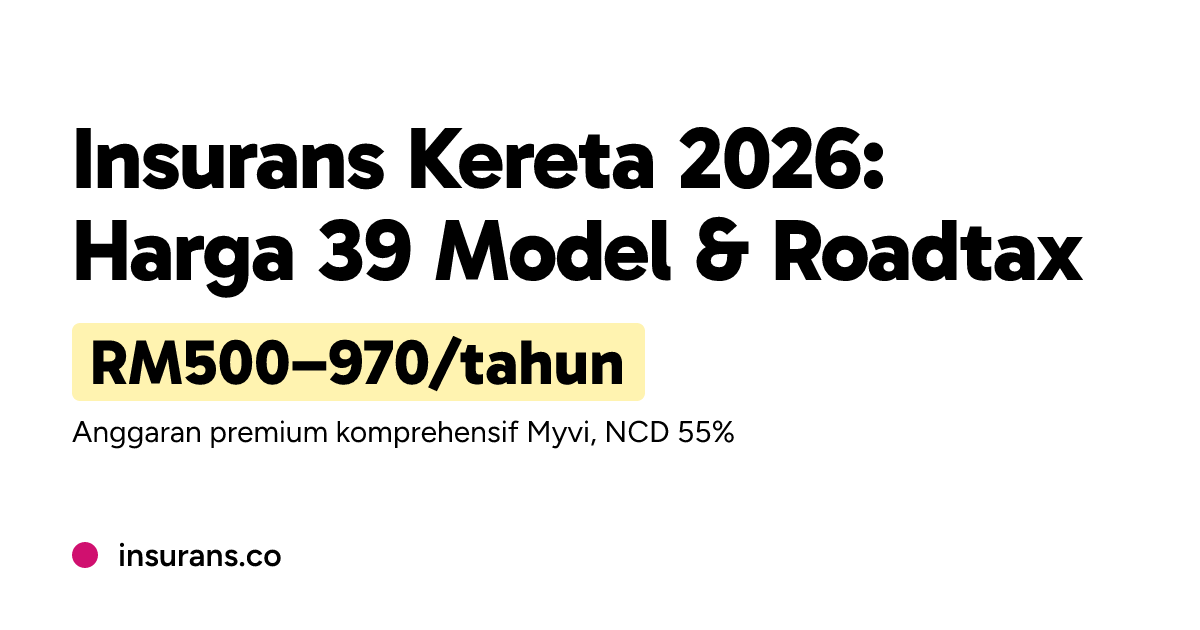 Insurans Kereta 2026:
Harga 39 Model & Roadtax
RM500–970/tahun
Anggaran premium komprehensif Myvi, NCD 55%
insurans.co